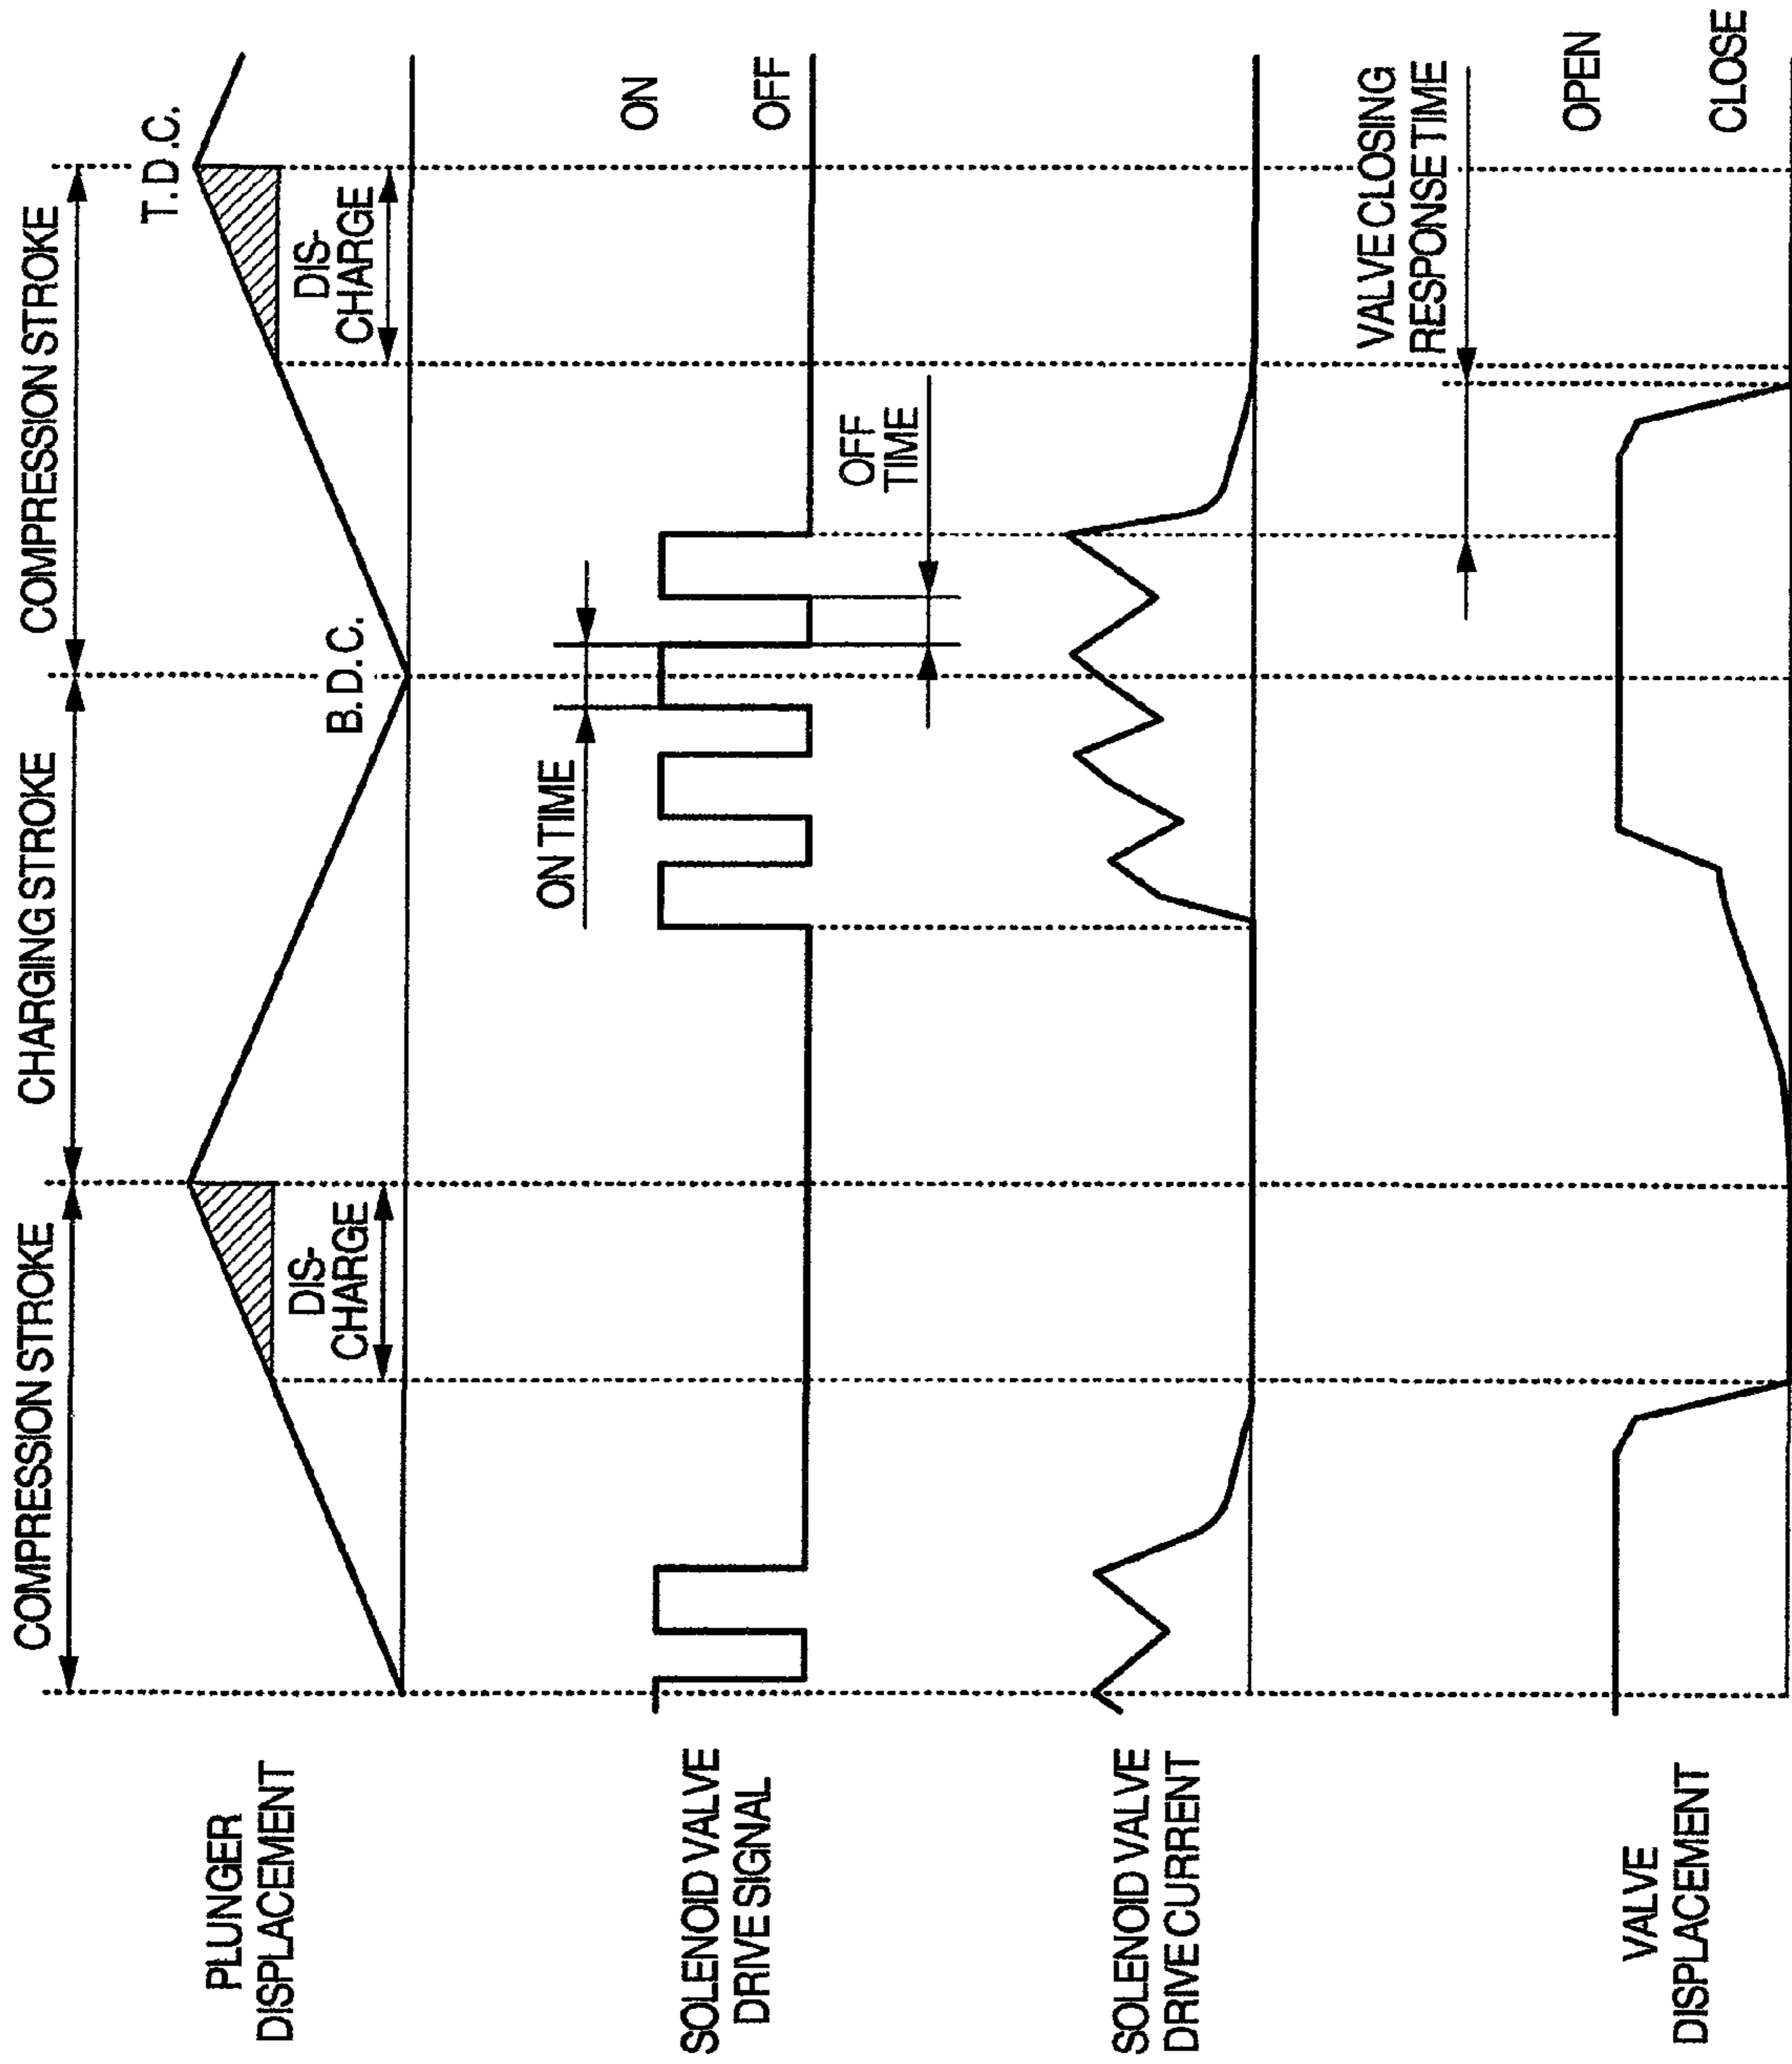 COMPRESSION STROKE
CHARGING STROKE
COMPRESSION STROKE
T.D.C.
B.D.C.
PLUNGER
DISPLACEMENT
DIS-
CHARGE
DIS-
CHARGE
ON TIME
ON
SOLENOID VALVE
DRIVE SIGNAL
OFF
OFF
TIME
SOLENOID VALVE
DRIVE CURRENT
VALVE CLOSING
RESPONSE TIME
OPEN
VALVE
DISPLACEMENT
CLOSE